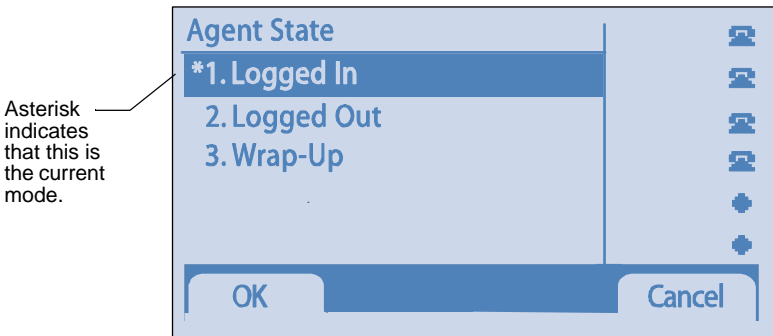 Agent State
*1. Logged In
2. Logged Out
3. Wrap-Up
OK
Cancel
Asterisk
indicates
that this is
the current
mode.